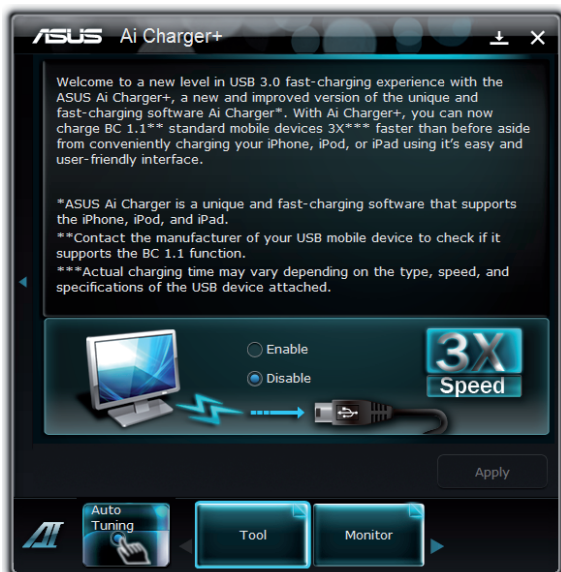 ASUS Ai Charger+
Welcome to a new level in USB 3.0 fast-charging experience with the
ASUS Ai Charger+, a new and improved version of the unique and
fast-charging software Ai Charger*. With Ai Charger+, you can now
charge BC 1.1** standard mobile devices 3X*** faster than before aside
from conveniently charging your iPhone, iPod, or iPad using it's easy and
user-friendly interface.
*ASUS Ai Charger is a unique and fast-charging software that supports
the iPhone, iPod, and iPad.
**Contact the manufacturer of your USB mobile device to check if it
supports the BC 1.1 function.
***Actual charging time may vary depending on the type, speed, and
specifications of the USB device attached.
Enable
Disable
3X
Speed
Apply
AI
Auto
Tuning
Tool
Monitor